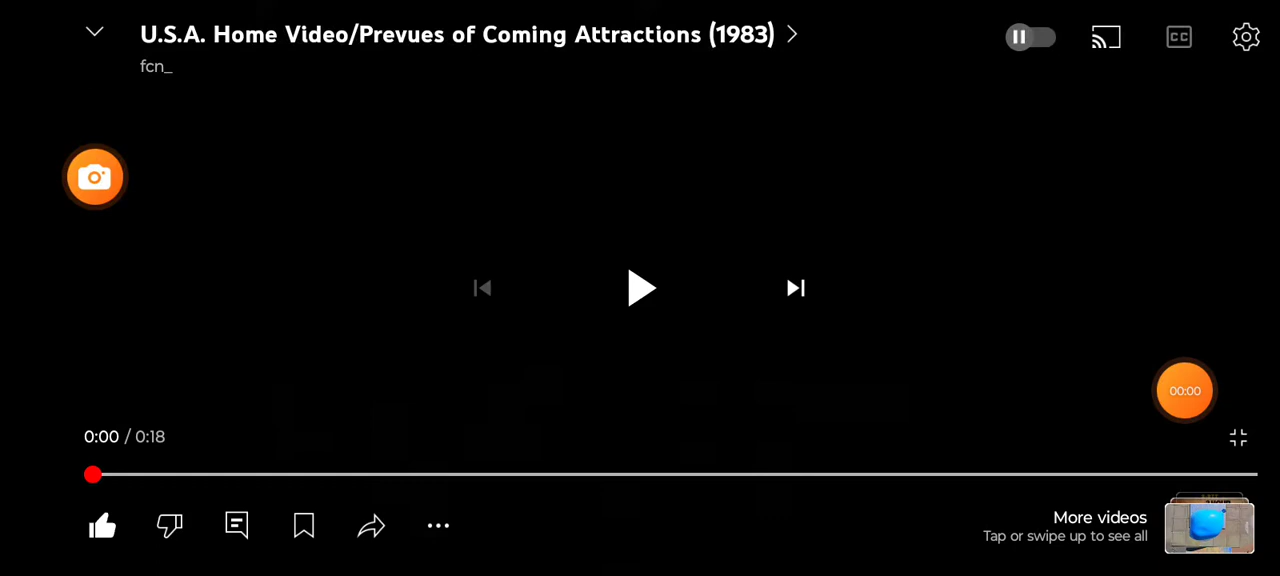 U.S.A. Home Video/Prevues of Coming Attractions (1983)
fcn_
CC
00:00
0:00 / 0:18
More videos
Tap or swipe up to see all